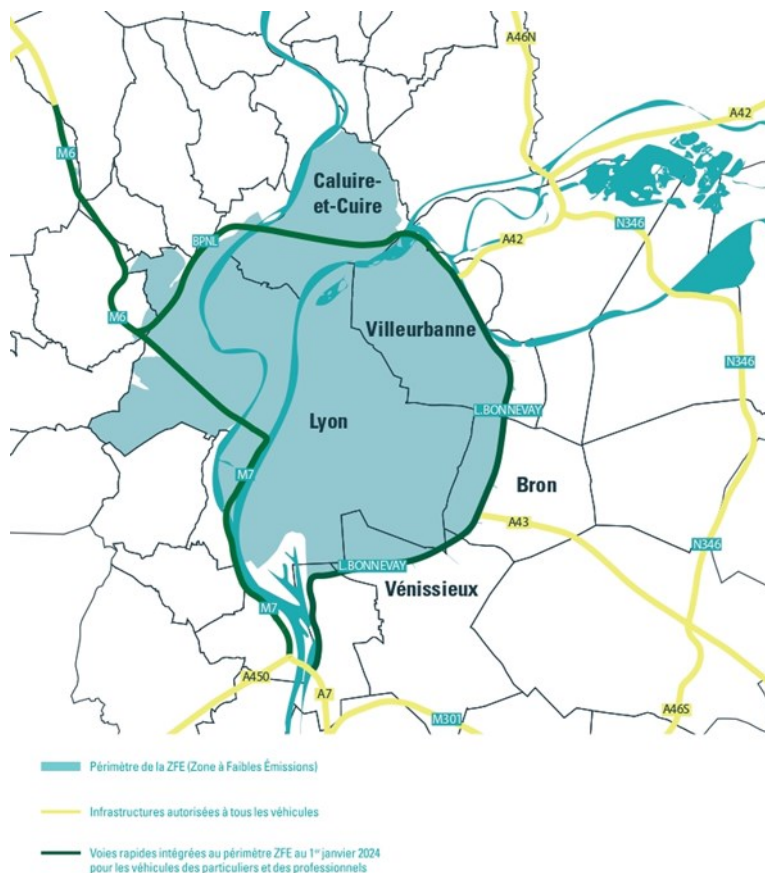 A46N
A42
M6
Caluire-
et-Cuire
BPNL
N346
A42
M6
Villeurbanne
N346
L.BONNEVAY
Lyon
M7
Bron
A43
N346
L.BONNEVAY
Vénissieux
M7
A450
A7
A46S
M301
Périmètre de la ZFE (Zone à Faibles Émissions)
Infrastructures autorisées à tous les véhicules
Voies rapides intégrées au périmètre ZFE au 1er janvier 2024
pour les véhicules des particuliers et des professionnels